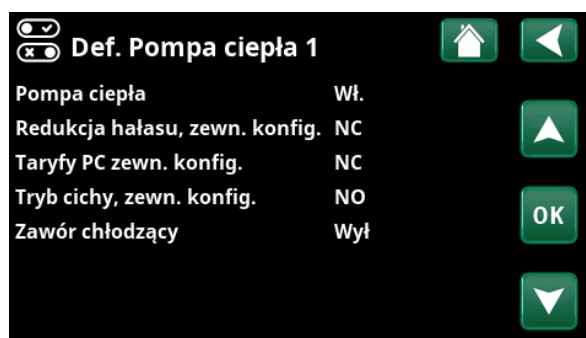 Def. Pompa ciepła 1
Pompa ciepła Wł.
Redukcja hałasu, zewn. konfig. NC
Taryfy PC zewn. konfig. NC
Tryb cichy, zewn. konfig. NO
OK
Zawór chłodzący Wył